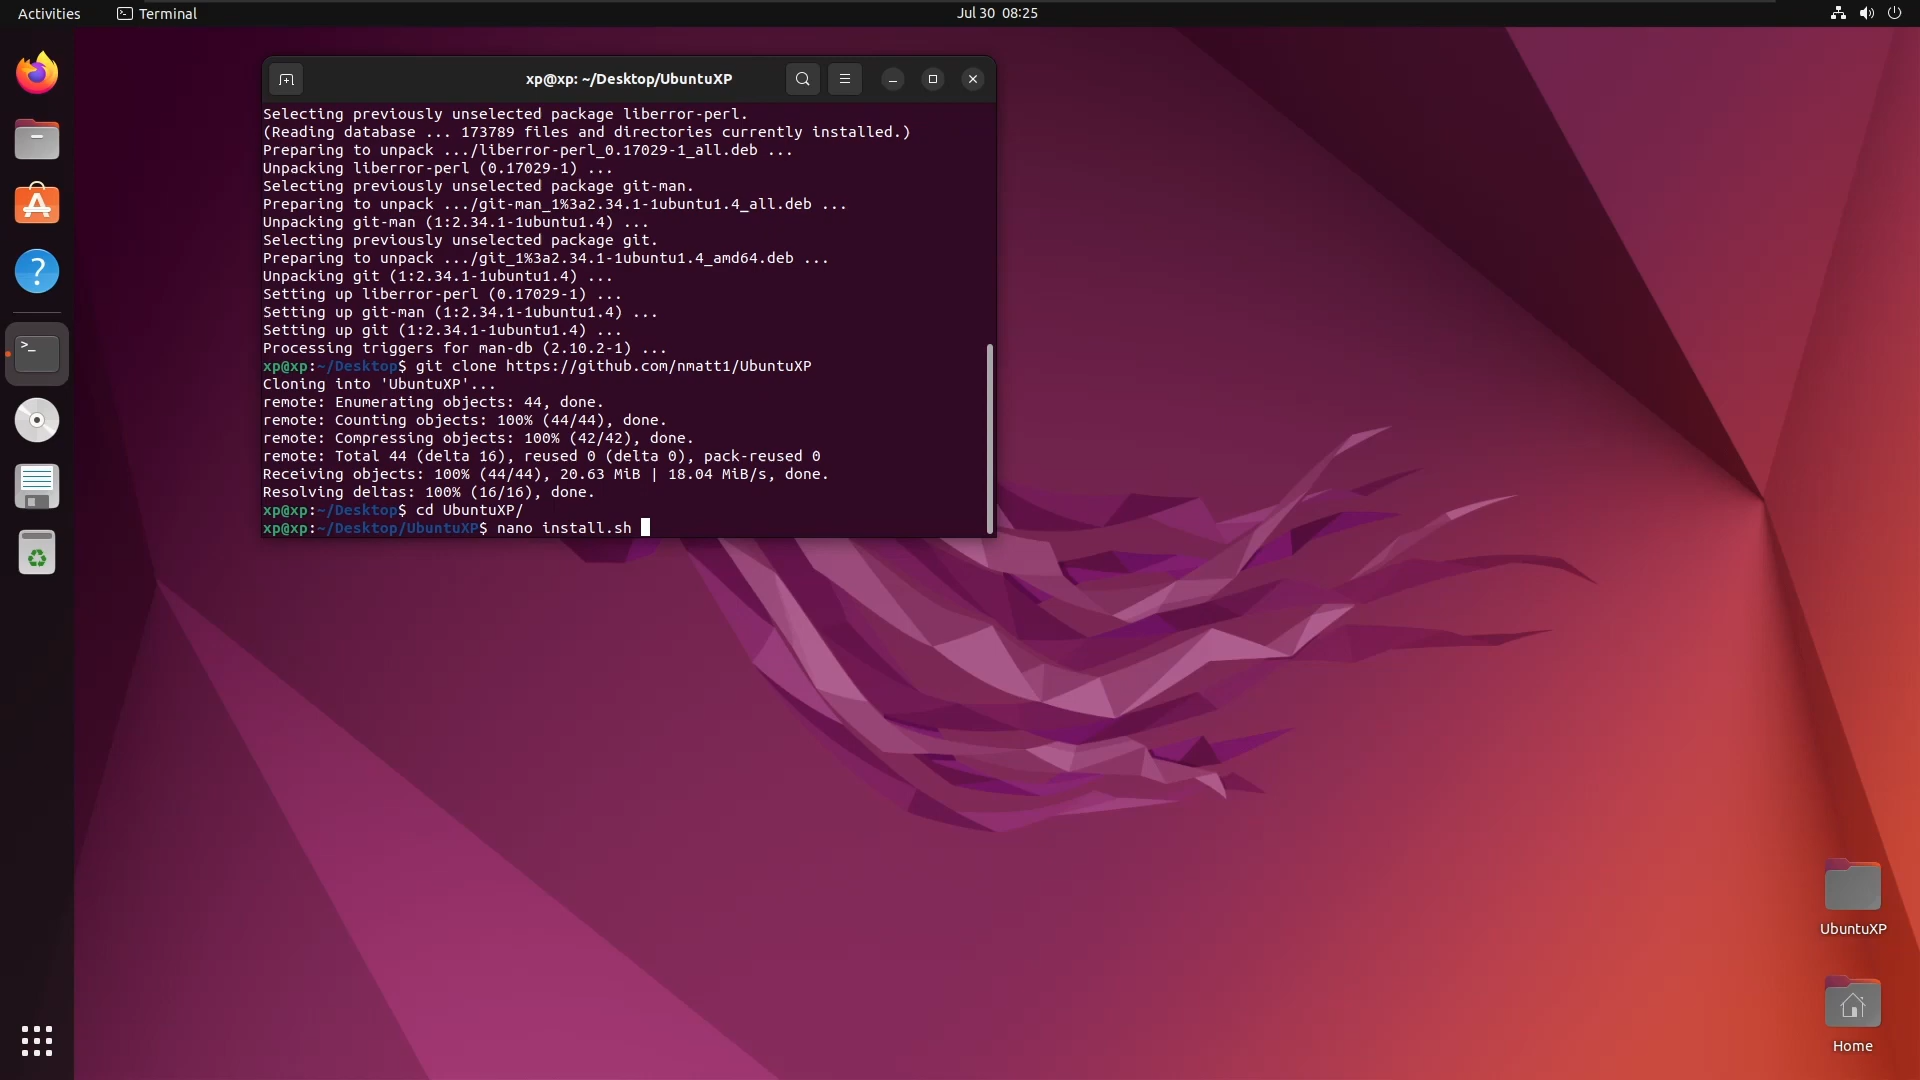 Activities
Terminal
Jul 30 08:25
xp@xp: ~/Desktop/UbuntuXP
Selecting previously unselected package liberror-perl.
(Reading database ... 173789 files and directories currently installed.)
Preparing to unpack .../liberror-perl_0.17029-1_all.deb ...
Unpacking liberror-perl (0.17029-1) ...
Selecting previously unselected package git-man.
Preparing to unpack .../git-man_1%3a2.34.1-1ubuntu1.4_all.deb ...
Unpacking git-man (1:2.34.1-1ubuntu1.4) ...
Selecting previously unselected package git.
Preparing to unpack .../git_1%3a2.34.1-1ubuntu1.4_amd64.deb ...
Unpacking git (1:2.34.1-1ubuntu1.4) ...
Setting up liberror-perl (0.17029-1) ...
Setting up git-man (1:2.34.1-1ubuntu1.4) ...
Setting up git (1:2.34.1-1ubuntu1.4) ...
Processing triggers for man-db (2.10.2-1) ...
xp@xp:~/Desktop$ git clone https://github.com/nmatt1/UbuntuXP
Cloning into 'UbuntuXP'...
remote: Enumerating objects: 44, done.
remote: Counting objects: 100% (44/44), done.
remote: Compressing objects: 100% (42/42), done.
remote: Total 44 (delta 16), reused 0 (delta 0), pack-reused 0
Receiving objects: 100% (44/44), 20.63 MiB | 18.04 MiB/s, done.
Resolving deltas: 100% (16/16), done.
xp@xp:~/Desktop$ cd UbuntuXP/
xp@xp:~/Desktop/UbuntuXP$ nano install.sh
UbuntuXP
Home